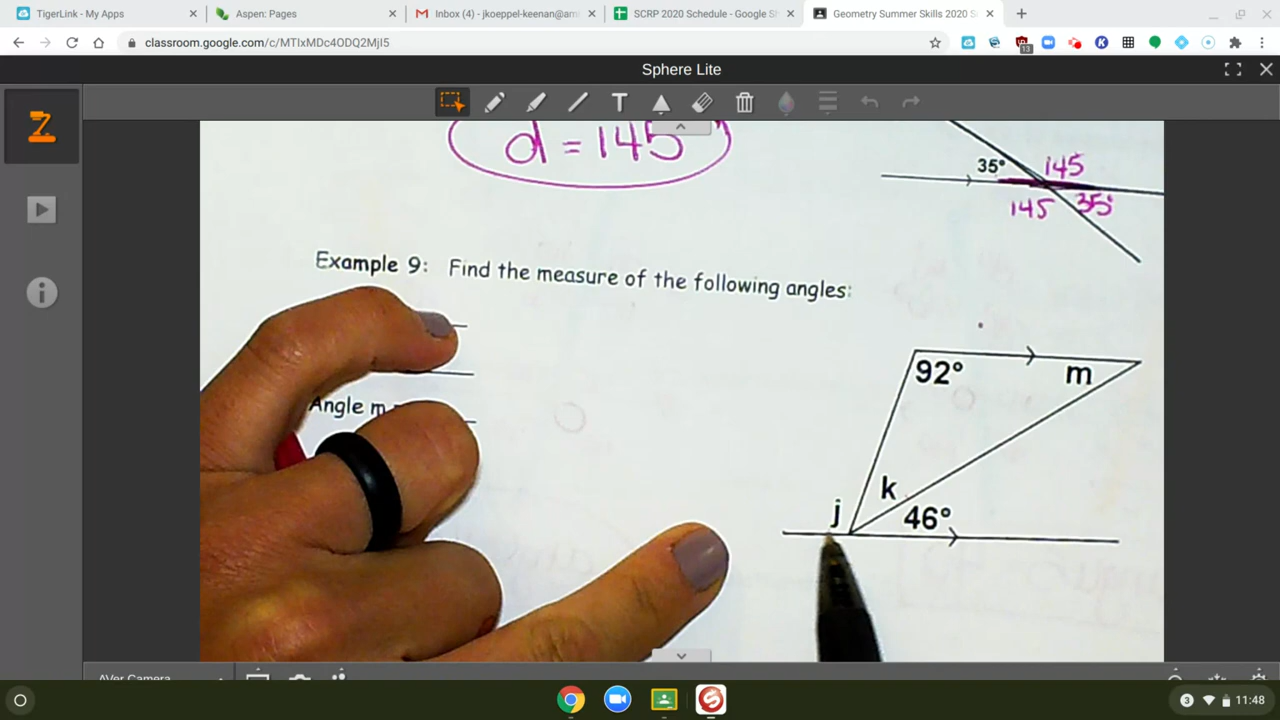 TigerLink - My Apps
Aspen: Pages
Inbox (4) - jkoeppel-keenan@am
SCRP 2020 Schedule - Google S
Geometry Summer Skills 2020 S
classroom.google.com/c/MTIxMDc4ODQ2MjI5
13
Sphere Lite
T
d = 145
35° 145
145 35°
Example 9: Find the measure of the following angles:
92° m
Angle m
k
j 46°
AVer Camera
3 11:48